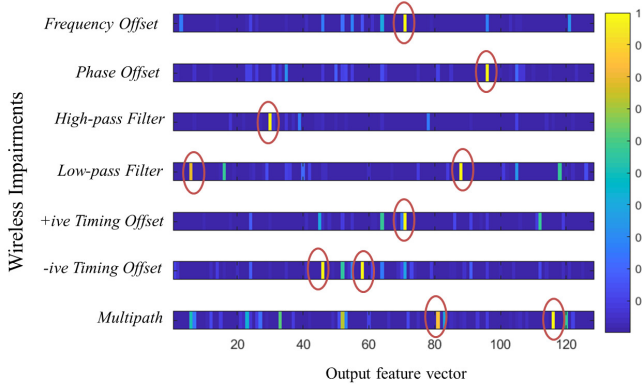 Frequency Offset
Phase Offset
High-pass Filter
Low-pass Filter
+ive Timing Offset
-ive Timing Offset
Multipath
Wireless Impairments
20 40 60 80 100 120
Output feature vector
1
0
0
0
0
0
0
0
0
0